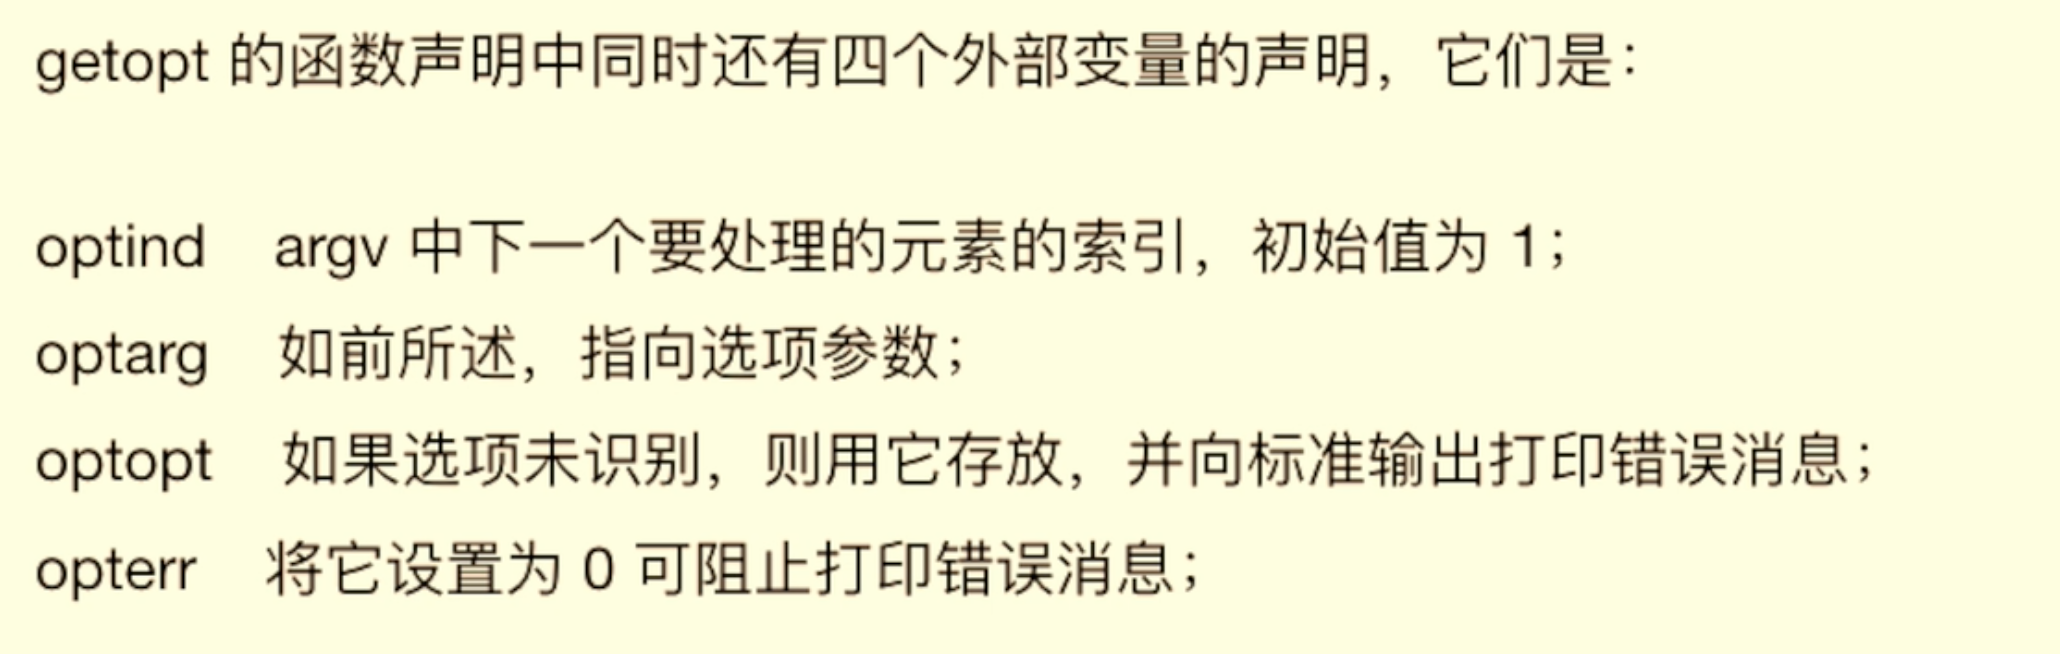 getopt 的函数声明中同时还有四个外部变量的声明，它们是：
optind argv 中下一个要处理的元素的索引，初始值为 1；
optarg 如前所述，指向选项参数；
optopt 如果选项未识别，则用它存放，并向标准输出打印错误消息；
opterr 将它设置为 0 可阻止打印错误消息；